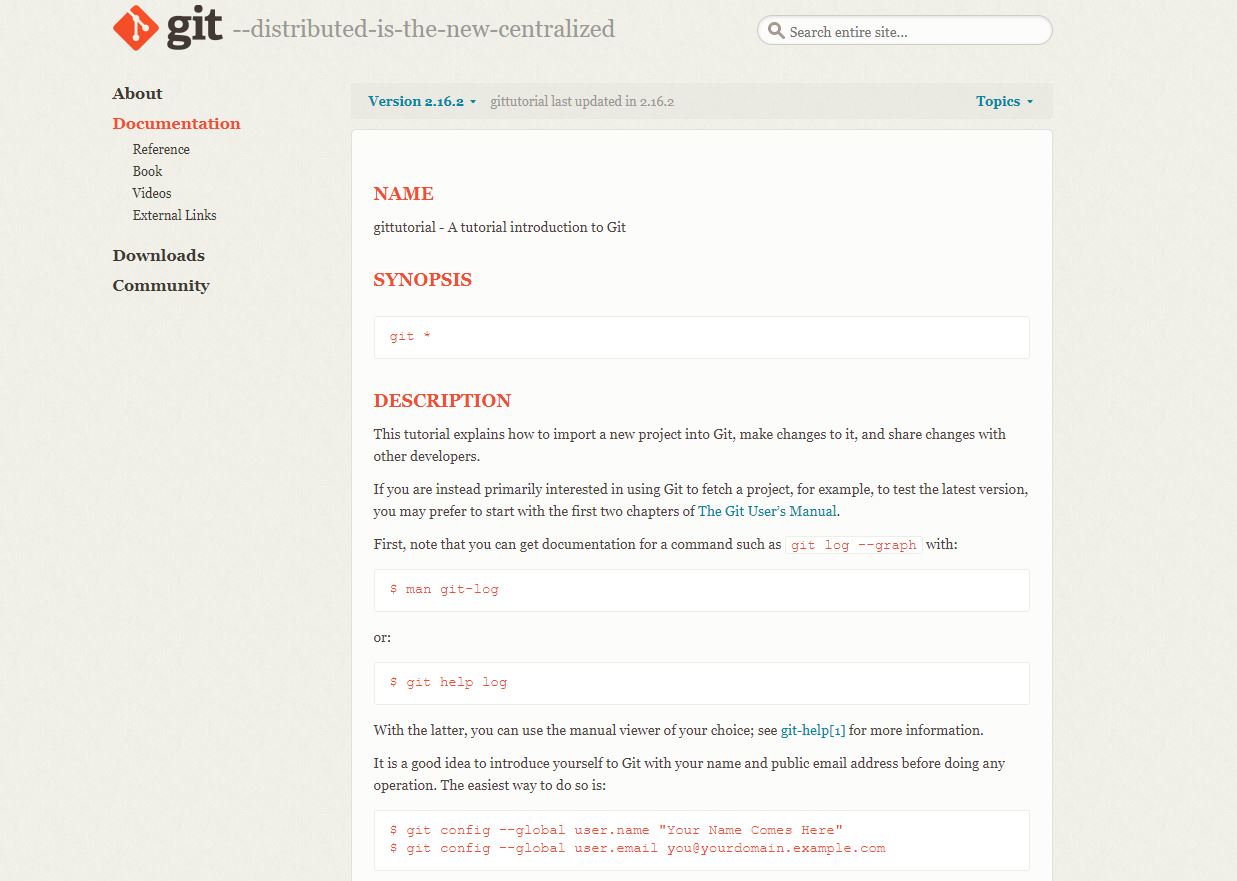 git --distributed-is-the-new-centralized
Search entire site...
About
Documentation
Reference
Book
Videos
External Links
Downloads
Community
Version 2.16.2 gittutorial last updated in 2.16.2 Topics
NAME
gittutorial - A tutorial introduction to Git
SYNOPSIS
git *
DESCRIPTION
This tutorial explains how to import a new project into Git, make changes to it, and share changes with
other developers.
If you are instead primarily interested in using Git to fetch a project, for example, to test the latest version,
you may prefer to start with the first two chapters of The Git User’s Manual.
First, note that you can get documentation for a command such as git log --graph with:
$ man git-log
or:
$ git help log
With the latter, you can use the manual viewer of your choice; see git-help[1] for more information.
It is a good idea to introduce yourself to Git with your name and public email address before doing any
operation. The easiest way to do so is:
$ git config --global user.name "Your Name Comes Here"
$ git config --global user.email you@yourdomain.example.com